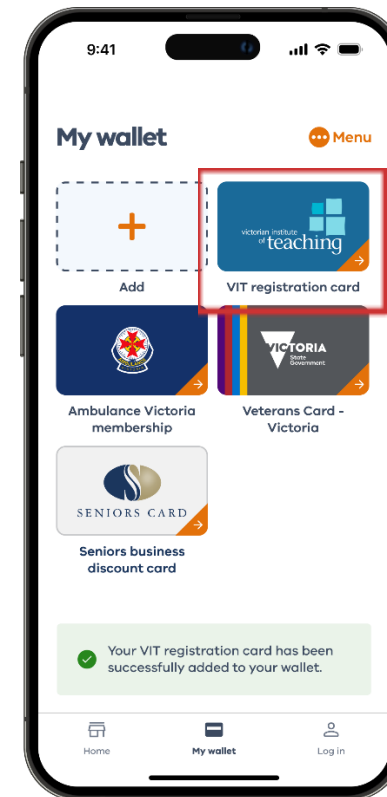 9:41
My wallet
Menu
victorian institute
of teaching
Add
VIT registration card
VICTORIA
State
Government
Ambulance Victoria
membership
Veterans Card -
Victoria
SENIORS CARD
Seniors business
discount card
Your VIT registration card has been
successfully added to your wallet.
Home
My wallet
Log in